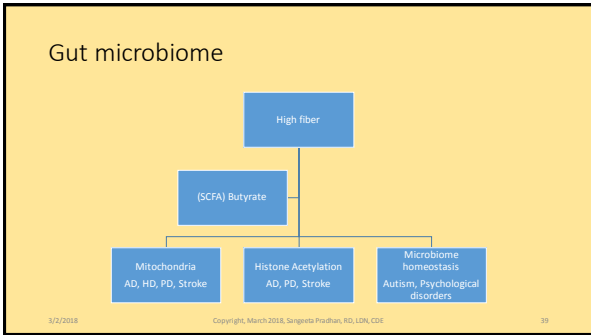 Gut microbiome
High fiber
(SCFA) Butyrate
Mitochondria
AD, HD, PD, Stroke
Histone Acetylation
AD, PD, Stroke
Microbiome
homeostasis
Autism, Psychological
disorders
3/2/2018
Copyright, March 2018, Sangeeta Pradhan, RD, LDN, CDE
39